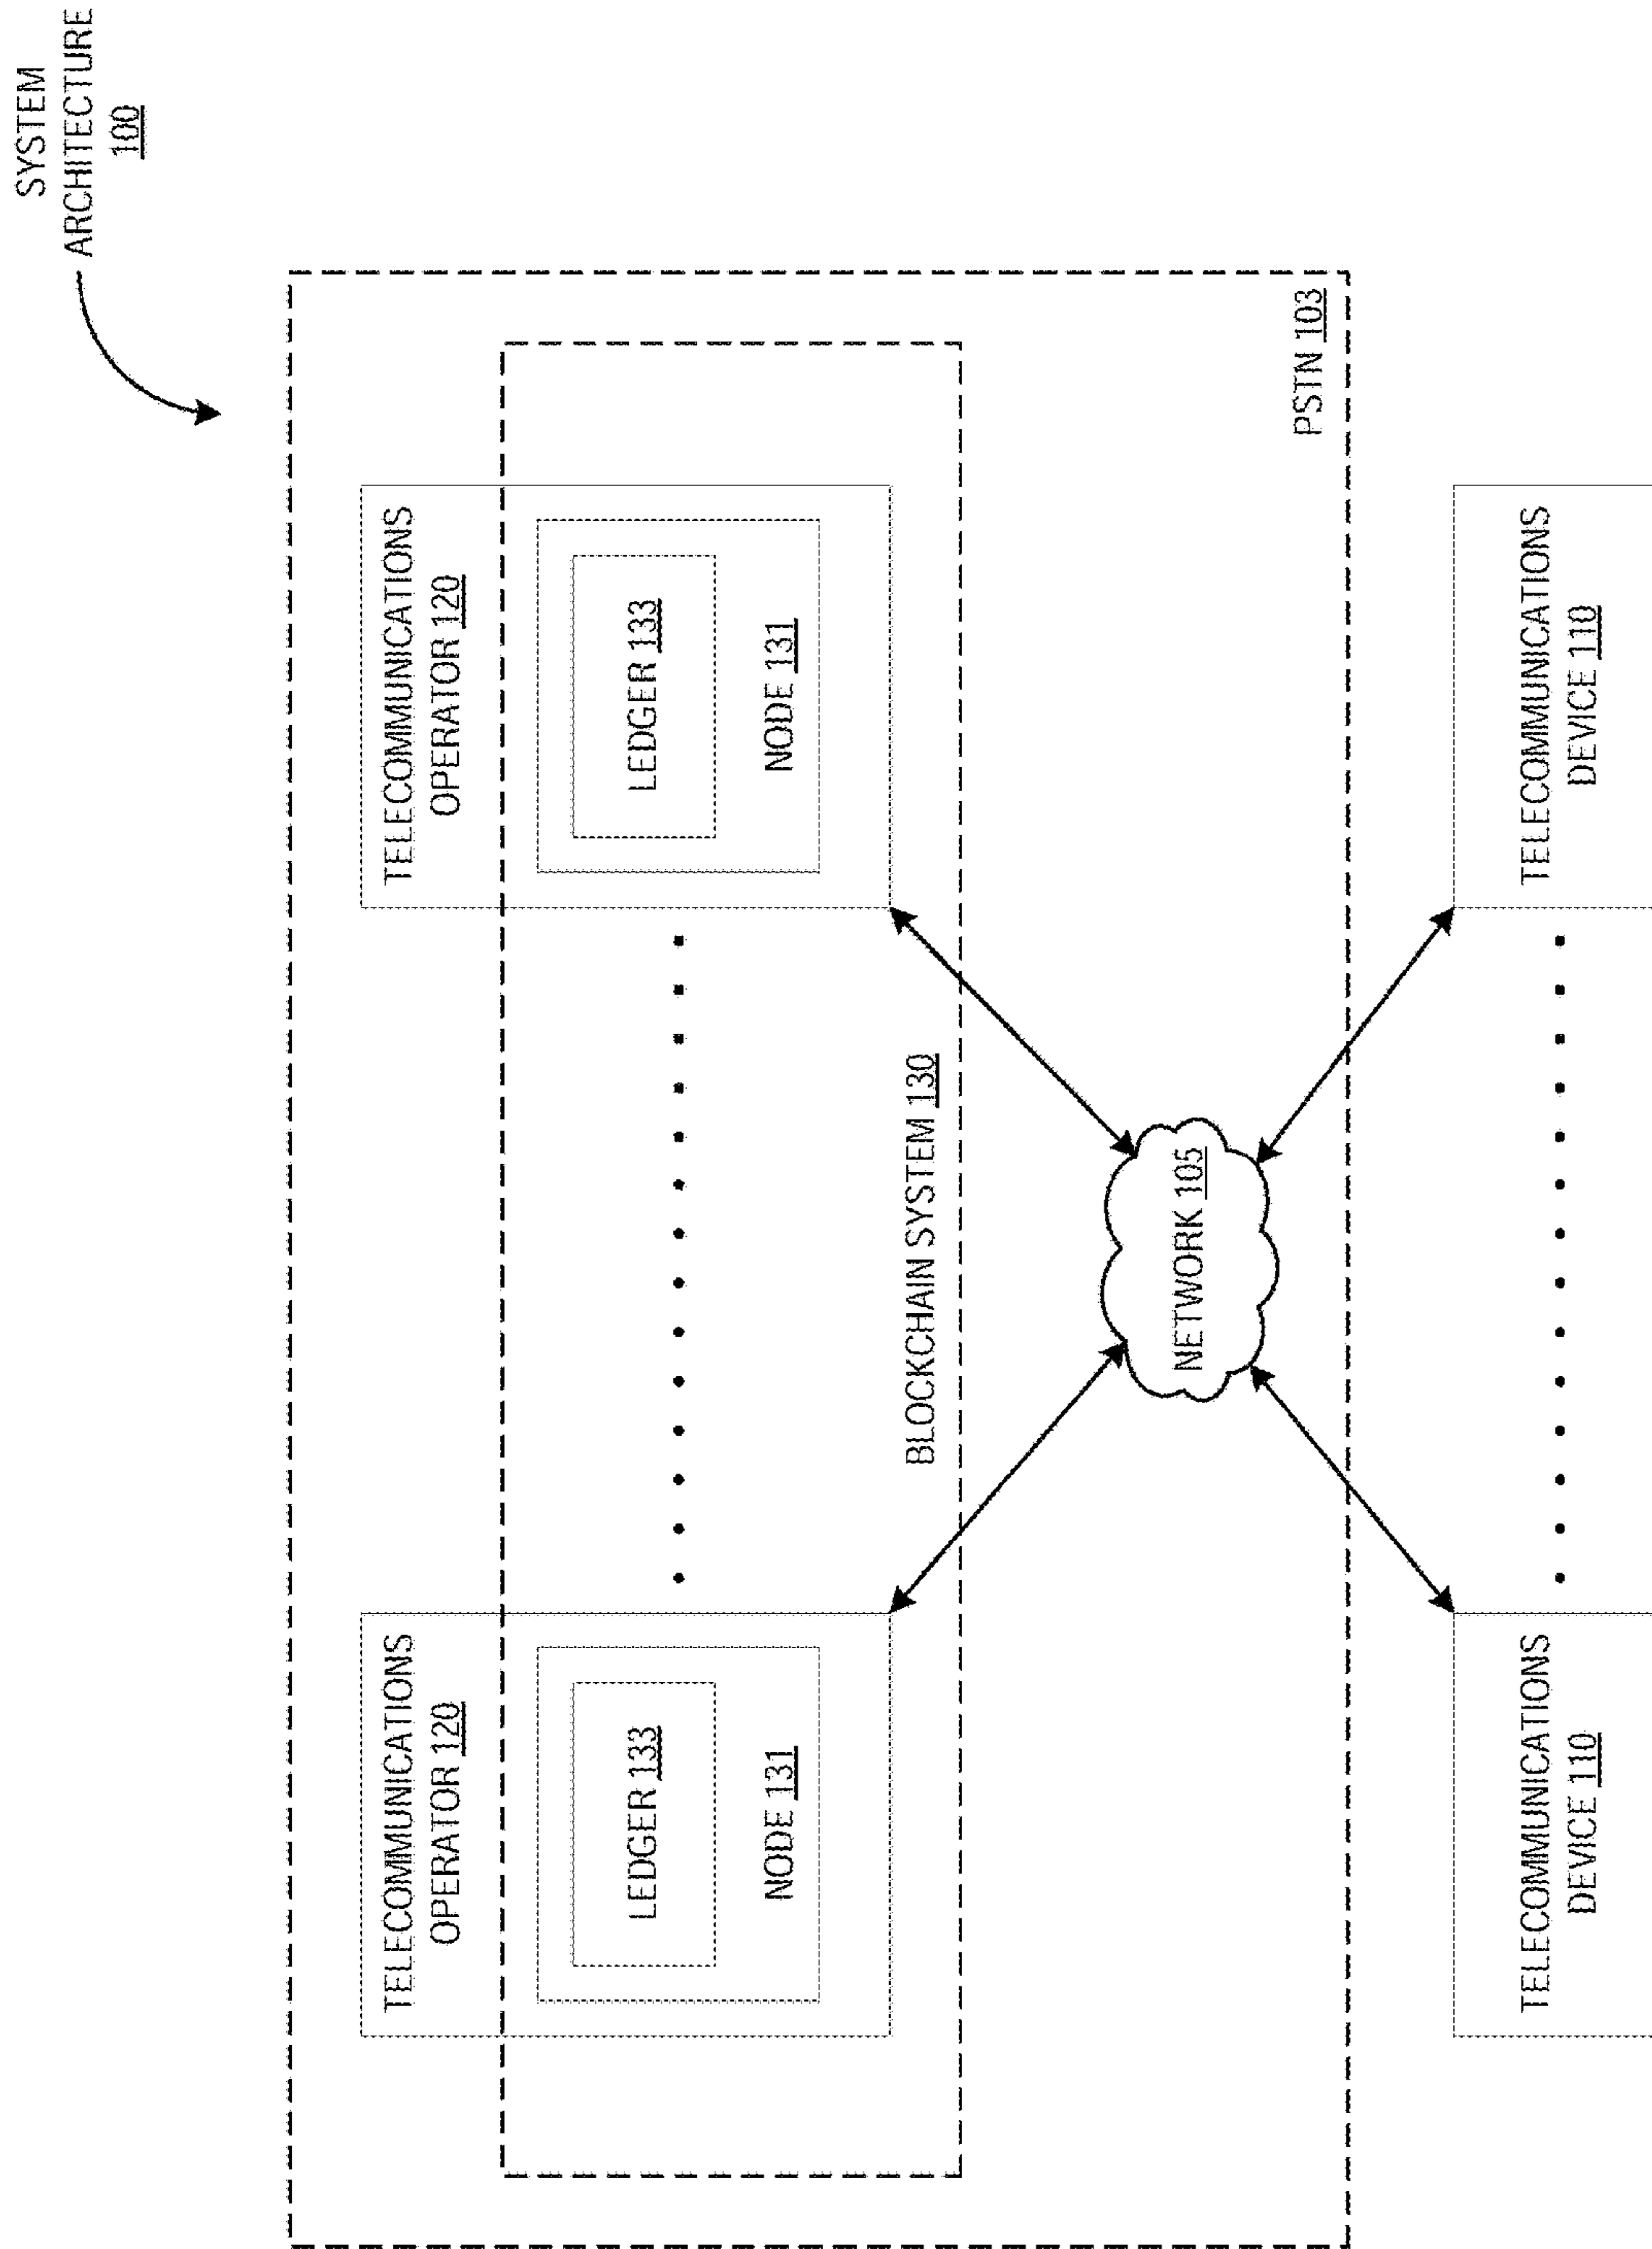 SYSTEM
ARCHITECTURE
100
TELECOMMUNICATIONS
OPERATOR 120
LEDGER 133
NODE 131
TELECOMMUNICATIONS
OPERATOR 120
LEDGER 133
NODE 131
BLOCKCHAIN SYSTEM 130
NETWORK 105
PSTN 103
TELECOMMUNICATIONS
DEVICE 110
TELECOMMUNICATIONS
DEVICE 110